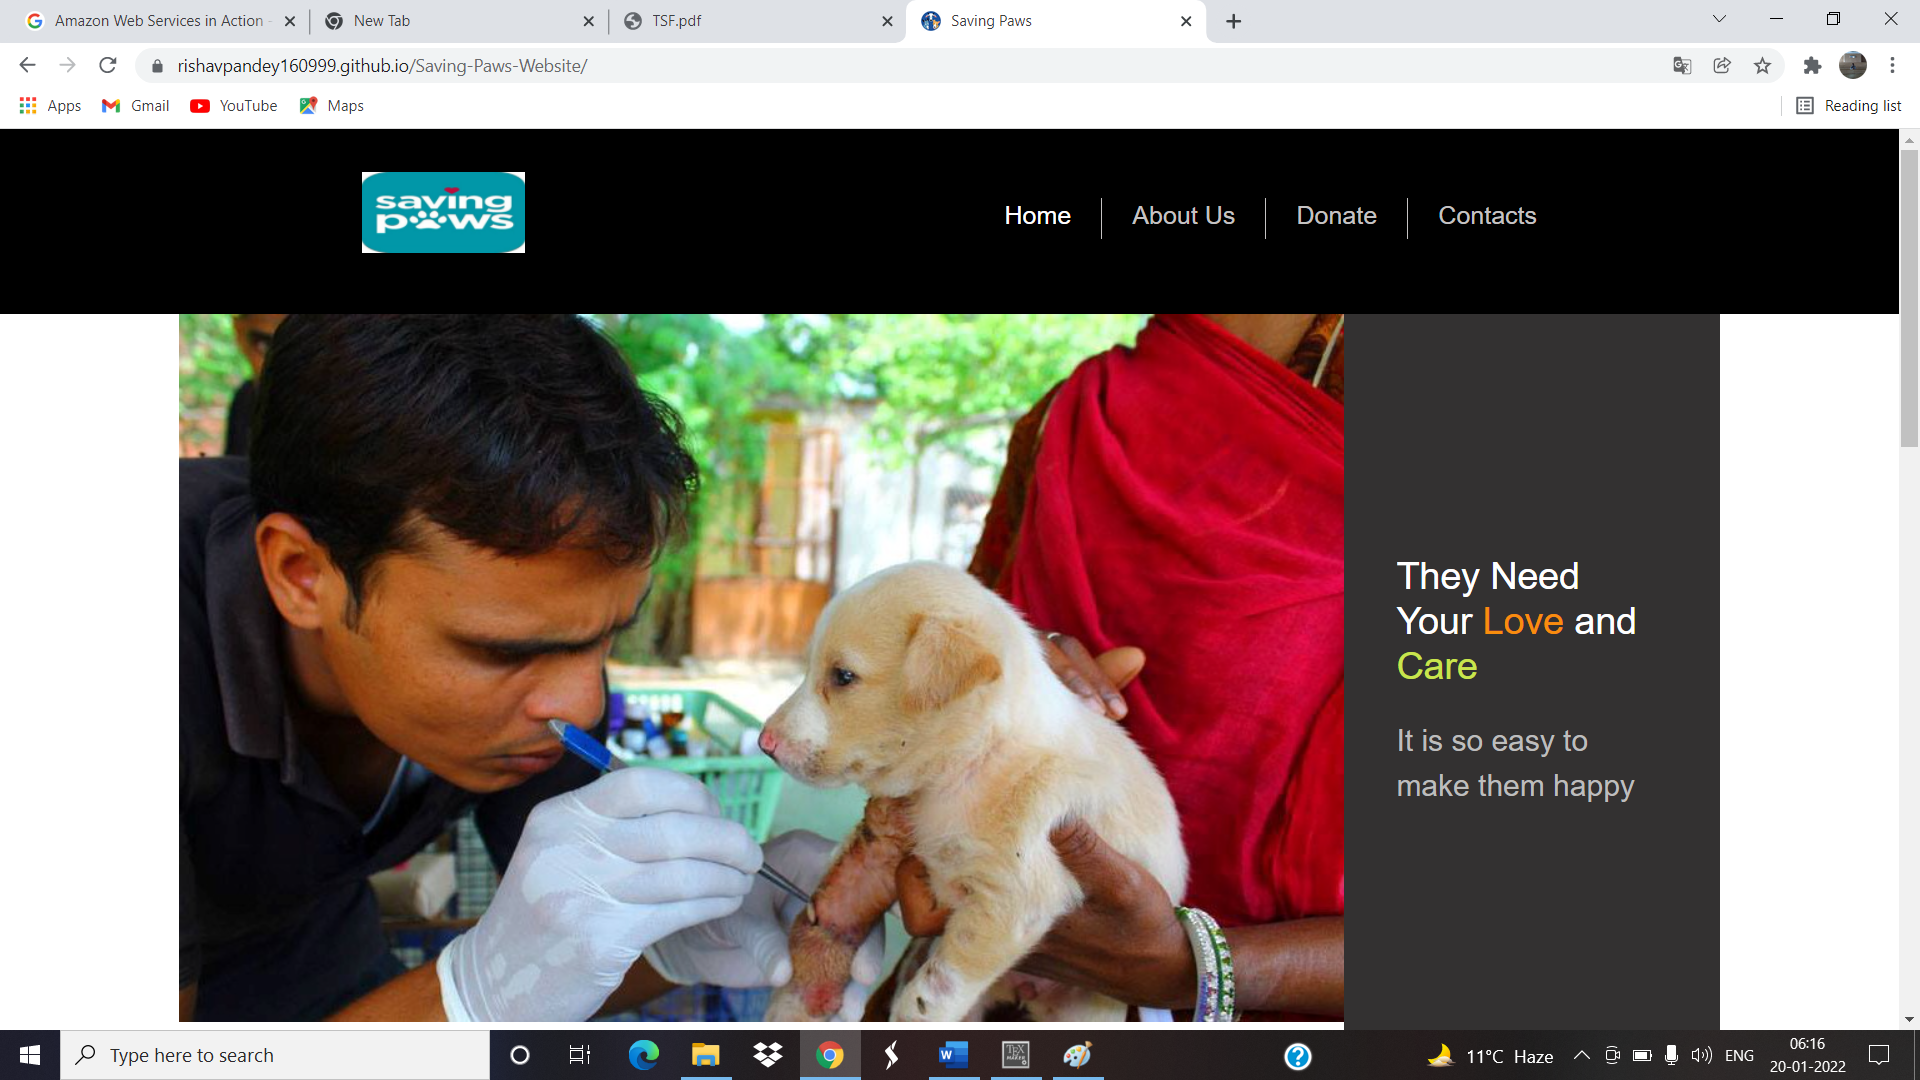 Amazon Web Services in Action -
New Tab
TSF.pdf
Saving Paws
rishavpandey160999.github.io/Saving-Paws-Website/
Apps
Gmail
YouTube
Maps
Reading list
saving
paws
Home
About Us
Donate
Contacts
They Need
Your Love and
Care
It is so easy to
make them happy
Type here to search
11°C Haze
ENG
06:16
20-01-2022